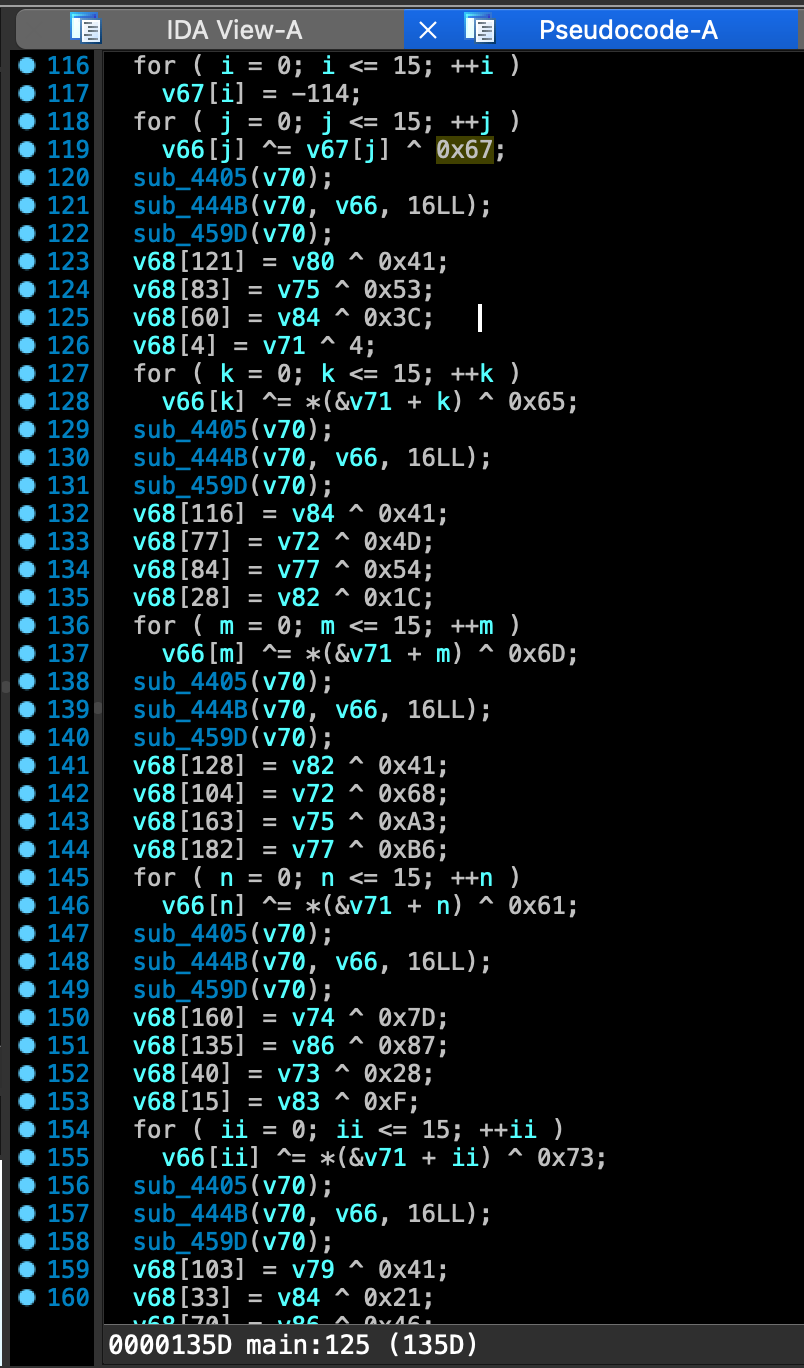 IDA View-A × Pseudocode-A
116 for ( i = 0; i <= 15; ++i )
117 v67[i] = -114;
118 for ( j = 0; j <= 15; ++j )
119 v66[j] ^= v67[j] ^ 0x67;
120 sub_4405(v70);
121 sub_444B(v70, v66, 16LL);
122 sub_459D(v70);
123 v68[121] = v80 ^ 0x41;
124 v68[83] = v75 ^ 0x53;
125 v68[60] = v84 ^ 0x3C;
126 v68[4] = v71 ^ 4;
127 for ( k = 0; k <= 15; ++k )
128 v66[k] ^= *(&v71 + k) ^ 0x65;
129 sub_4405(v70);
130 sub_444B(v70, v66, 16LL);
131 sub_459D(v70);
132 v68[116] = v84 ^ 0x41;
133 v68[77] = v72 ^ 0x4D;
134 v68[84] = v77 ^ 0x54;
135 v68[28] = v82 ^ 0x1C;
136 for ( m = 0; m <= 15; ++m )
137 v66[m] ^= *(&v71 + m) ^ 0x6D;
138 sub_4405(v70);
139 sub_444B(v70, v66, 16LL);
140 sub_459D(v70);
141 v68[128] = v82 ^ 0x41;
142 v68[104] = v72 ^ 0x68;
143 v68[163] = v75 ^ 0xA3;
144 v68[182] = v77 ^ 0xB6;
145 for ( n = 0; n <= 15; ++n )
146 v66[n] ^= *(&v71 + n) ^ 0x61;
147 sub_4405(v70);
148 sub_444B(v70, v66, 16LL);
149 sub_459D(v70);
150 v68[160] = v74 ^ 0x7D;
151 v68[135] = v86 ^ 0x87;
152 v68[40] = v73 ^ 0x28;
153 v68[15] = v83 ^ 0xF;
154 for ( ii = 0; ii <= 15; ++ii )
155 v66[ii] ^= *(&v71 + ii) ^ 0x73;
156 sub_4405(v70);
157 sub_444B(v70, v66, 16LL);
158 sub_459D(v70);
159 v68[103] = v79 ^ 0x41;
160 v68[33] = v84 ^ 0x21;
v68[70] = v86 ^ 0x46;
0000135D main:125 (135D)